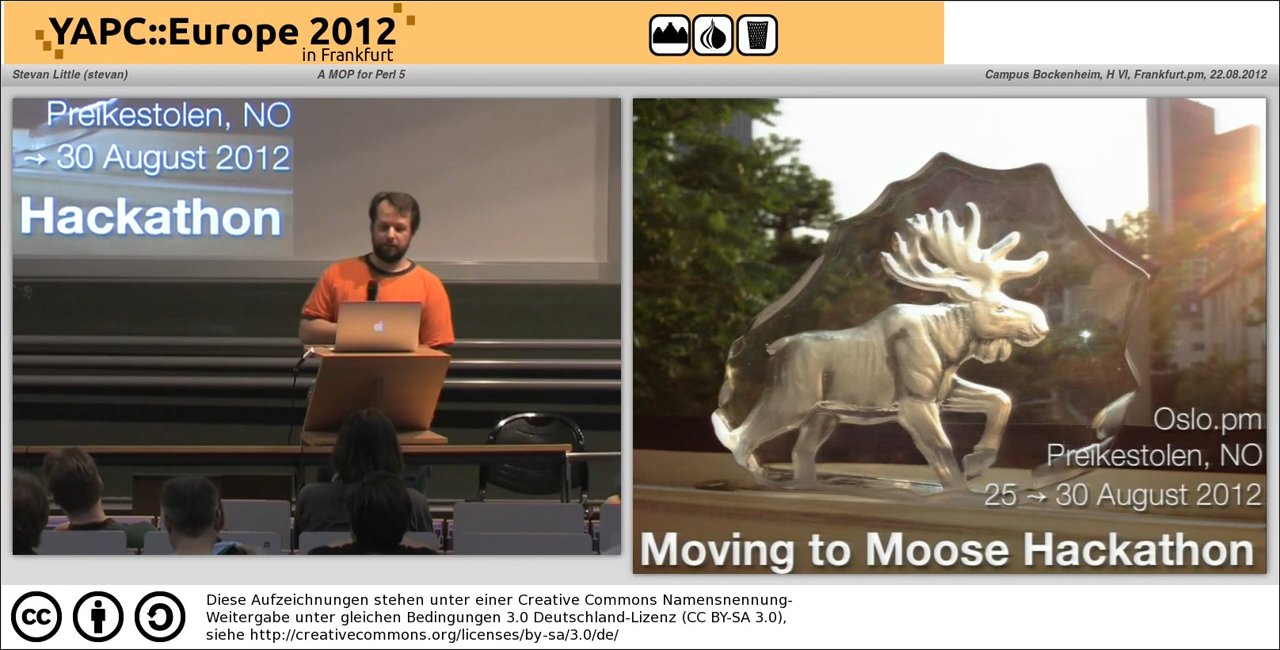 YAPC::Europe 2012
in Frankfurt
Stevan Little (stevan)
A MOP for Perl 5
Campus Bockenheim, H VI, Frankfurt.pm, 22.08.2012
Preikestolen, NO
→ 30 August 2012
Hackathon
Oslo.pm
Preikestolen, NO
25 → 30 August 2012
Moving to Moose Hackathon
cc
Diese Aufzeichnungen stehen unter einer Creative Commons Namensnennung-
Weitergabe unter gleichen Bedingungen 3.0 Deutschland-Lizenz (CC BY-SA 3.0),
siehe http://creativecommons.org/licenses/by-sa/3.0/de/